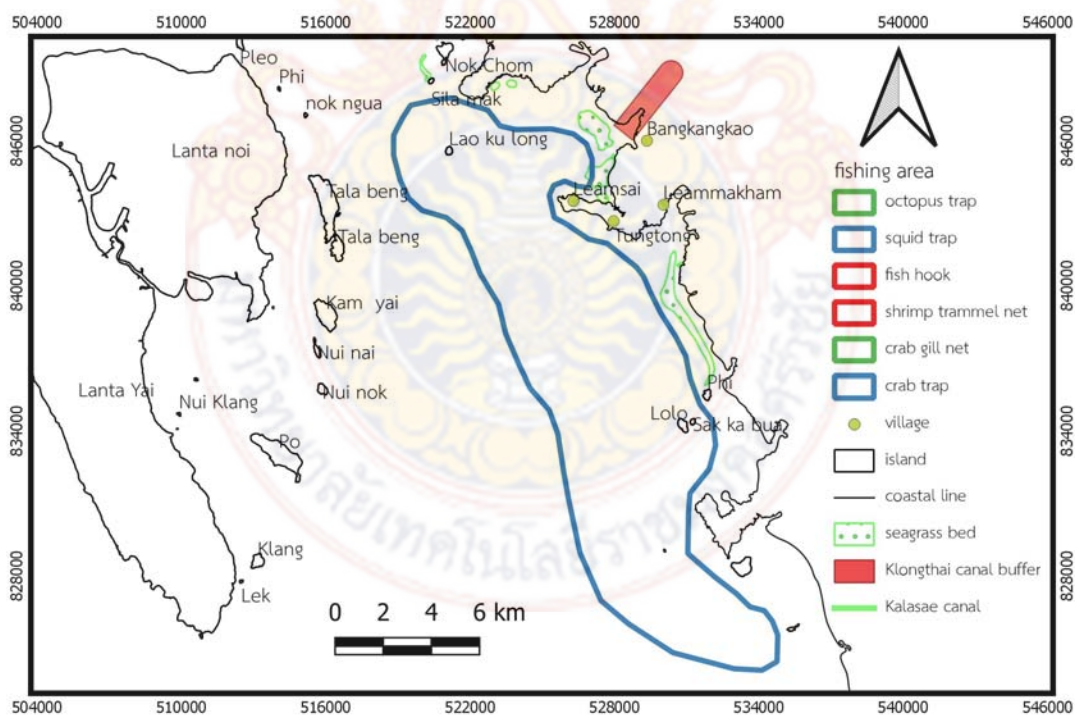 504000 510000 516000 522000 528000 534000 540000 546000
846000
840000
834000
828000
846000
840000
834000
828000
Pleo
Phi
nok ngua
Lanta noi
Nok Chom
Sila mak
Lao ku long
Bangkangkao
Leamsai
Leammakham
Tungtong
Tala beng
Tala beng
Kam yai
Nui nai
Nui nok
Lanta Yai
Nui Klang
Po
Klang
Lek
Phi
Lolo
Sak ka bua
fishing area
octopus trap
squid trap
fish hook
shrimp trammel net
crab gill net
crab trap
village
island
coastal line
seagrass bed
Klongthai canal buffer
Kalasae canal
0 2 4 6 km
504000 510000 516000 522000 528000 534000 540000 546000